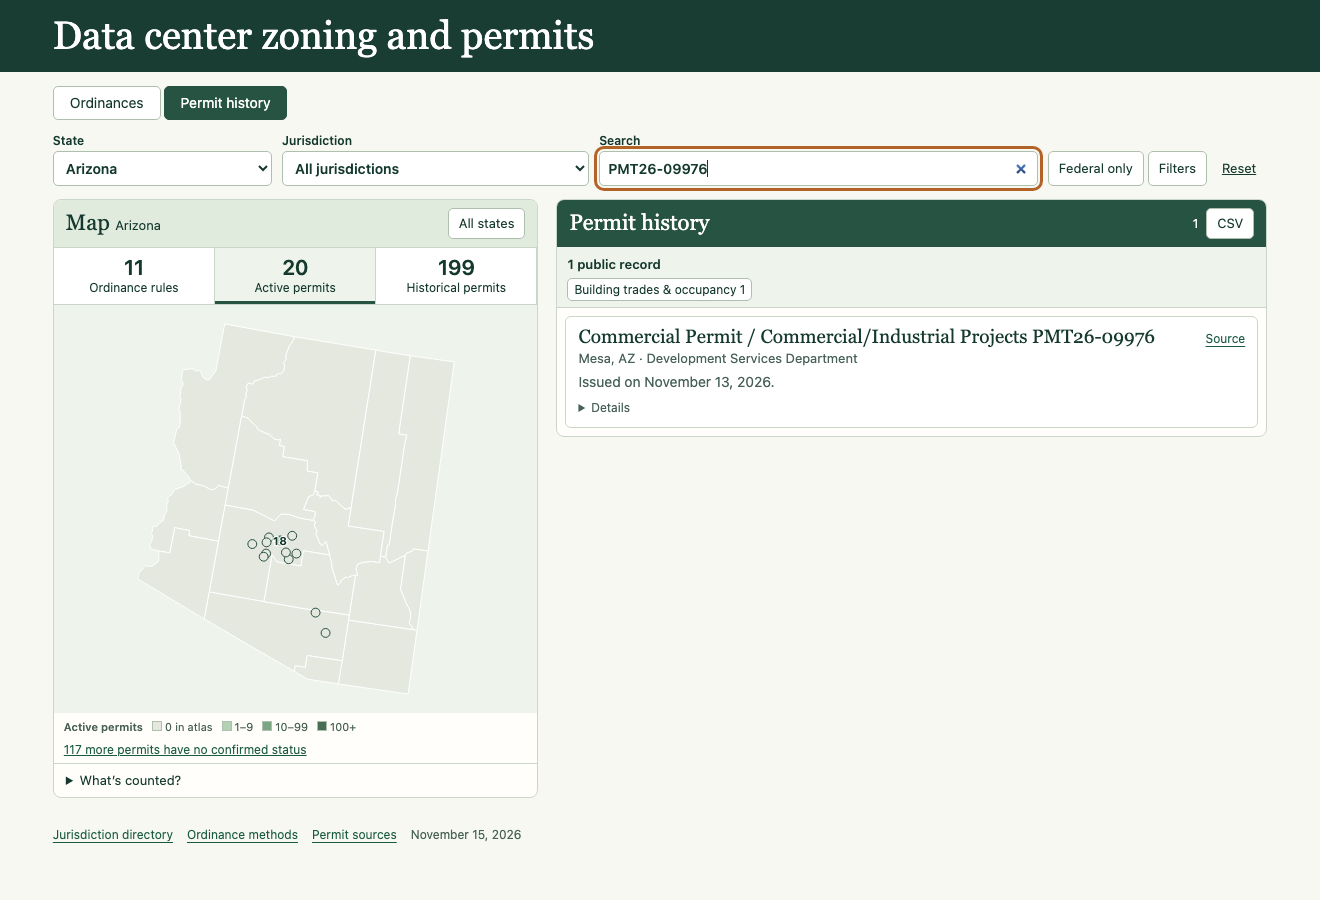 Data center zoning and permits
Ordinances
Permit history
State
Jurisdiction
Search
Arizona
All jurisdictions
PMT26-09976
Federal only
Filters
Reset
Map Arizona
All states
11
Ordinance rules
20
Active permits
199
Historical permits
18
Active permits 0 in atlas 1–9 10–99 100+
117 more permits have no confirmed status
What's counted?
Permit history
1
CSV
1 public record
Building trades & occupancy 1
Commercial Permit / Commercial/Industrial Projects PMT26-09976
Source
Mesa, AZ · Development Services Department
Issued on November 13, 2026.
Details
Jurisdiction directory Ordinance methods Permit sources November 15, 2026